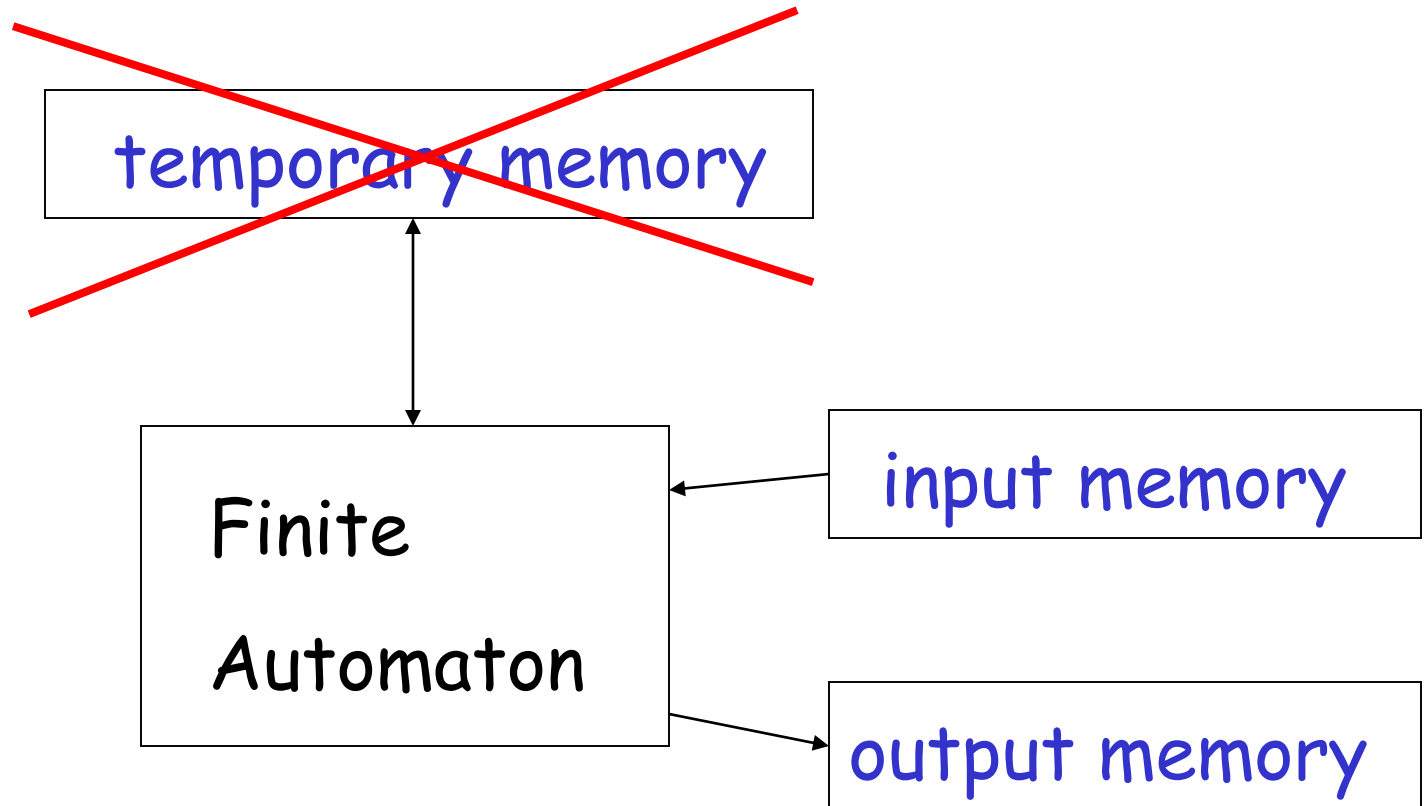 temporary memory
Finite
Automaton
input memory
output memory